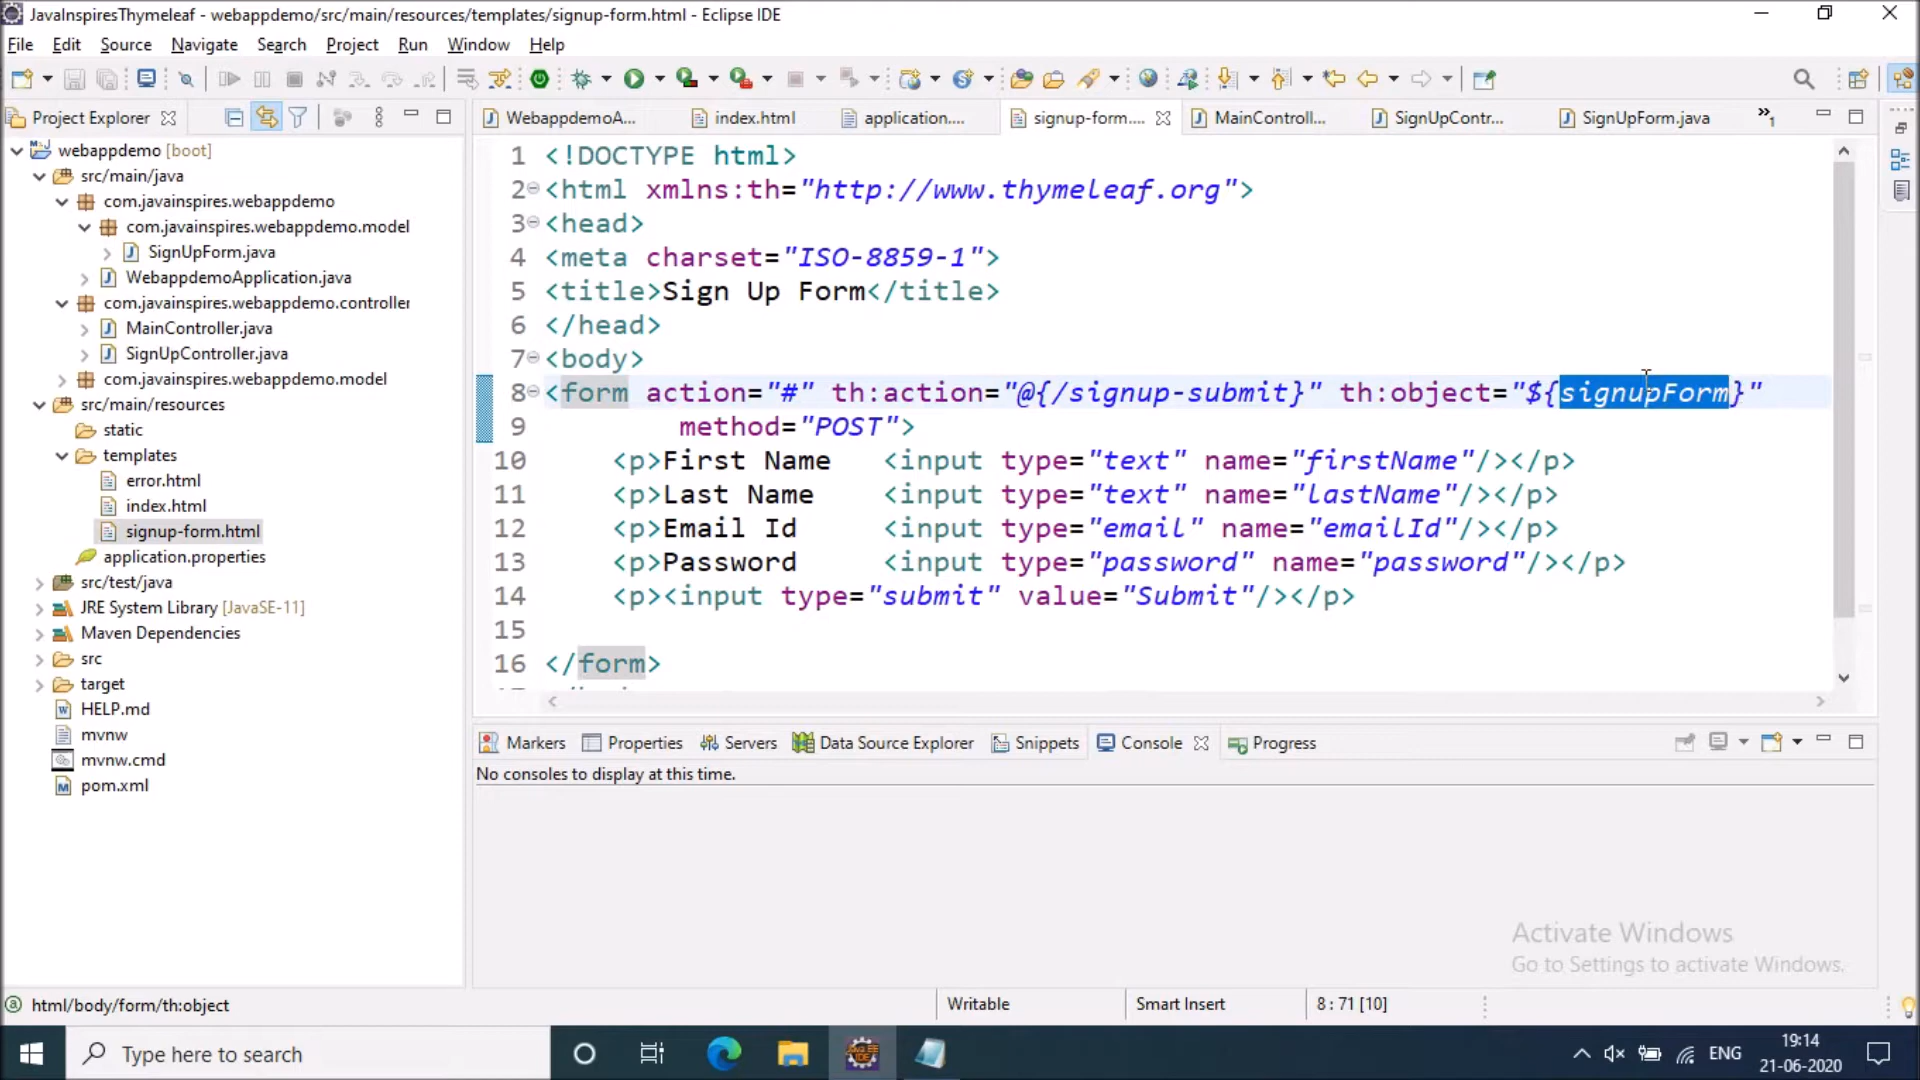 JavaInspiresThymeleaf - webappdemo/src/main/resources/templates/signup-form.html - Eclipse IDE
File Edit Source Navigate Search Project Run Window Help
Project Explorer
webappdemo [boot]
src/main/java
com.javainspires.webappdemo
com.javainspires.webappdemo.model
SignUpForm.java
WebappdemoApplication.java
com.javainspires.webappdemo.controller
MainController.java
SignUpController.java
com.javainspires.webappdemo.model
src/main/resources
static
templates
error.html
index.html
signup-form.html
application.properties
src/test/java
JRE System Library [JavaSE-11]
Maven Dependencies
src
target
HELP.md
mvnw
mvnw.cmd
pom.xml
WebappdemoA... index.html application.... signup-form.... MainControll... SignUpContr... SignUpForm.java »1
1 <!DOCTYPE html>
2 <html xmlns:th="http://www.thymeleaf.org">
3 <head>
4 <meta charset="ISO-8859-1">
5 <title>Sign Up Form</title>
6 </head>
7 <body>
8 <form action="#" th:action="@{/signup-submit}" th:object="${signupForm}"
9 method="POST">
10 <p>First Name <input type="text" name="firstName"/></p>
11 <p>Last Name <input type="text" name="lastName"/></p>
12 <p>Email Id <input type="email" name="emailId"/></p>
13 <p>Password <input type="password" name="password"/></p>
14 <p><input type="submit" value="Submit"/></p>
15
16 </form>
Markers Properties Servers Data Source Explorer Snippets Console Progress
No consoles to display at this time.
Activate Windows
Go to Settings to activate Windows.
html/body/form/th:object Writable Smart Insert 8 : 71 [10]
Type here to search
ENG
19:14
21-06-2020